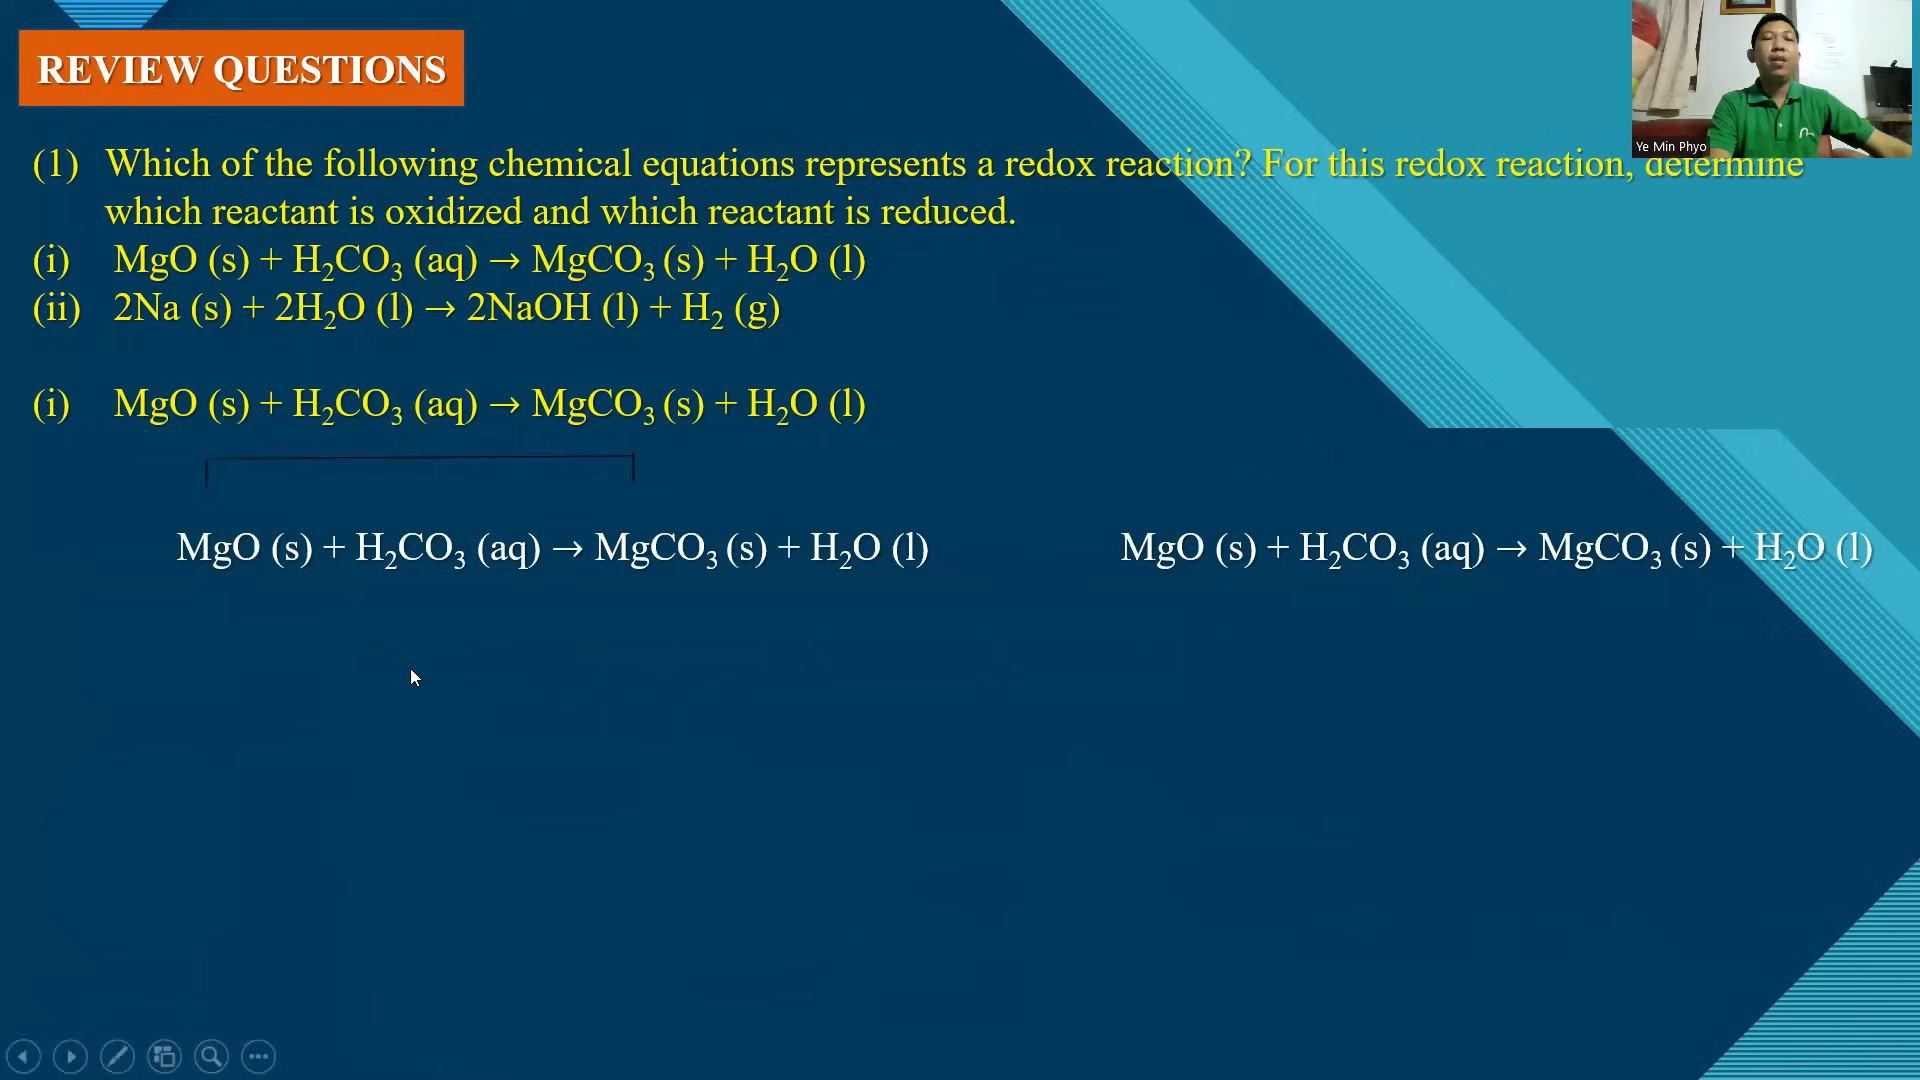 REVIEW QUESTIONS
Ye Min Phyo
(1) Which of the following chemical equations represents a redox reaction? For this redox reaction, determine
which reactant is oxidized and which reactant is reduced.
(i) MgO (s) + H₂CO₃ (aq) → MgCO₃ (s) + H₂O (l)
(ii) 2Na (s) + 2H₂O (l) → 2NaOH (l) + H₂ (g)
(i) MgO (s) + H₂CO₃ (aq) → MgCO₃ (s) + H₂O (l)
MgO (s) + H₂CO₃ (aq) → MgCO₃ (s) + H₂O (l) MgO (s) + H₂CO₃ (aq) → MgCO₃ (s) + H₂O (l)